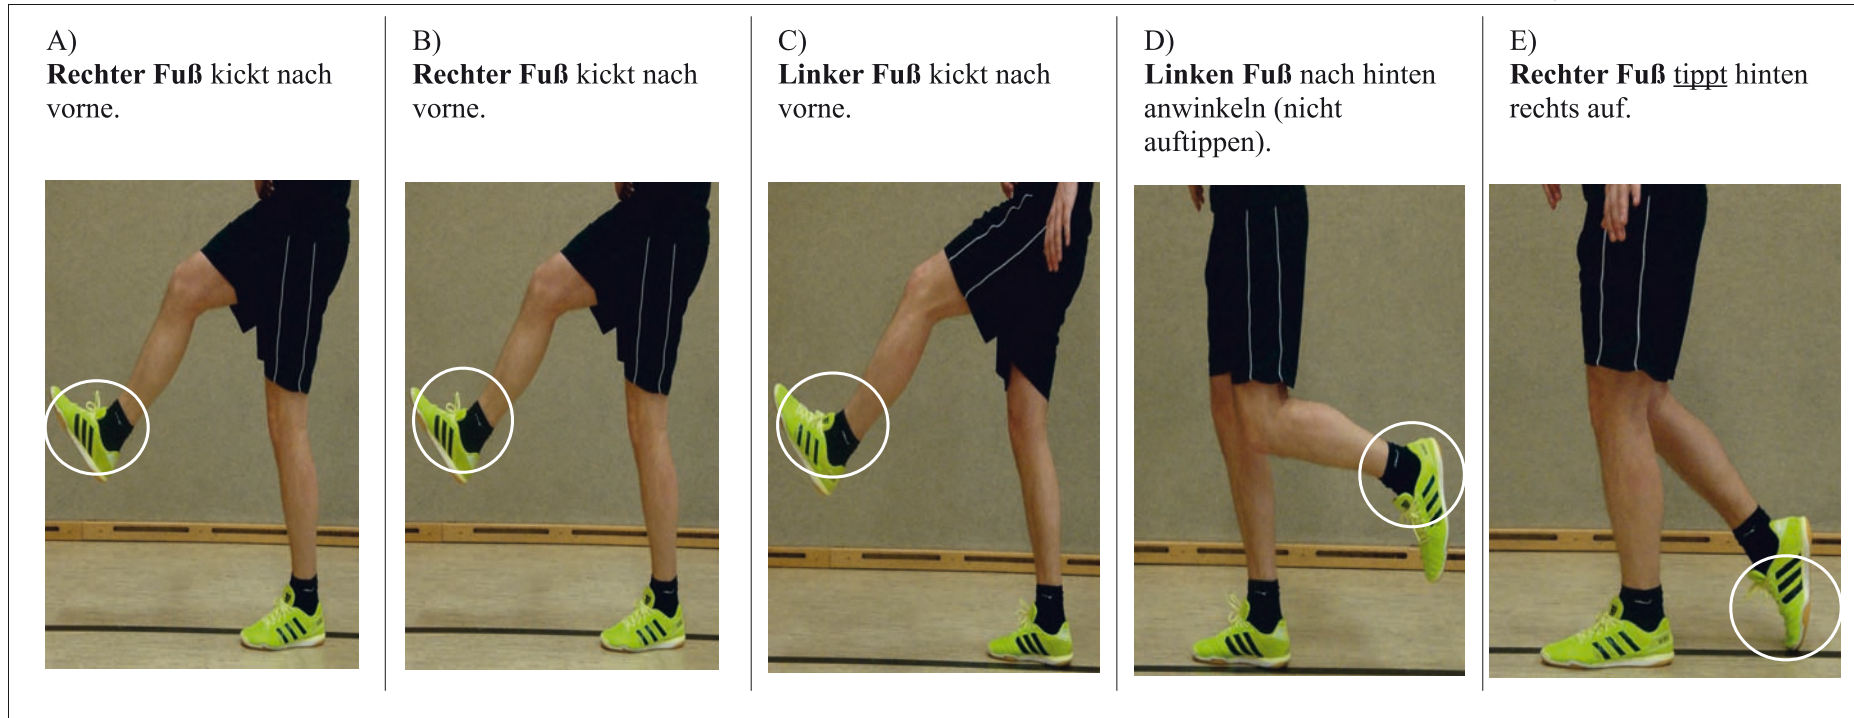 A)
Rechter Fuß kickt nach
vorne.
B)
Rechter Fuß kickt nach
vorne.
C)
Linker Fuß kickt nach
vorne.
D)
Linken Fuß nach hinten
anwinkeln (nicht
auftippen).
E)
Rechter Fuß tippt hinten
rechts auf.